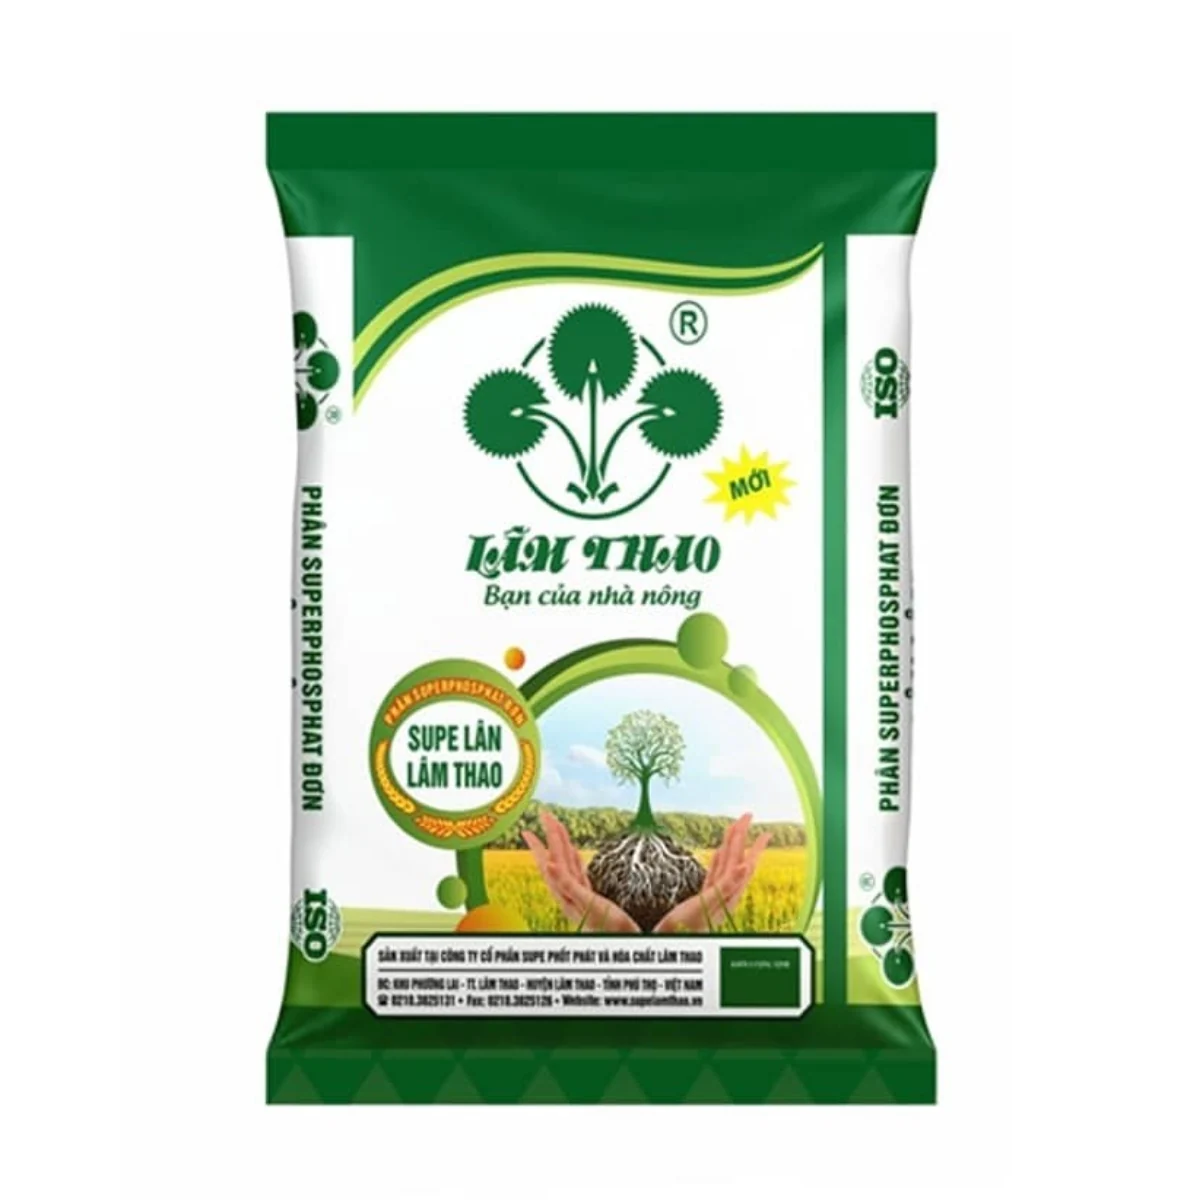 ®
MỚI
LÂM THAO
Bạn của nhà nông
PHÂN SUPERPHOSPHAT ĐƠN
SUPE LÂN
LÂM THAO
SẢN XUẤT TẠI CÔNG TY CỔ PHẦN SUPE PHỐT PHÁT VÀ HÓA CHẤT LÂM THAO
ĐC: KHU PHƯƠNG LAI - TT. LÂM THAO - HUYỆN LÂM THAO - TỈNH PHÚ THỌ - VIỆT NAM
☎ 0210.3825131 • Fax: 0210.3825126 • Website: www.supelamthao.vn
®
PHÂN SUPERPHOSPHAT ĐƠN
ISO
ISO
PHÂN SUPERPHOSPHAT ĐƠN
®